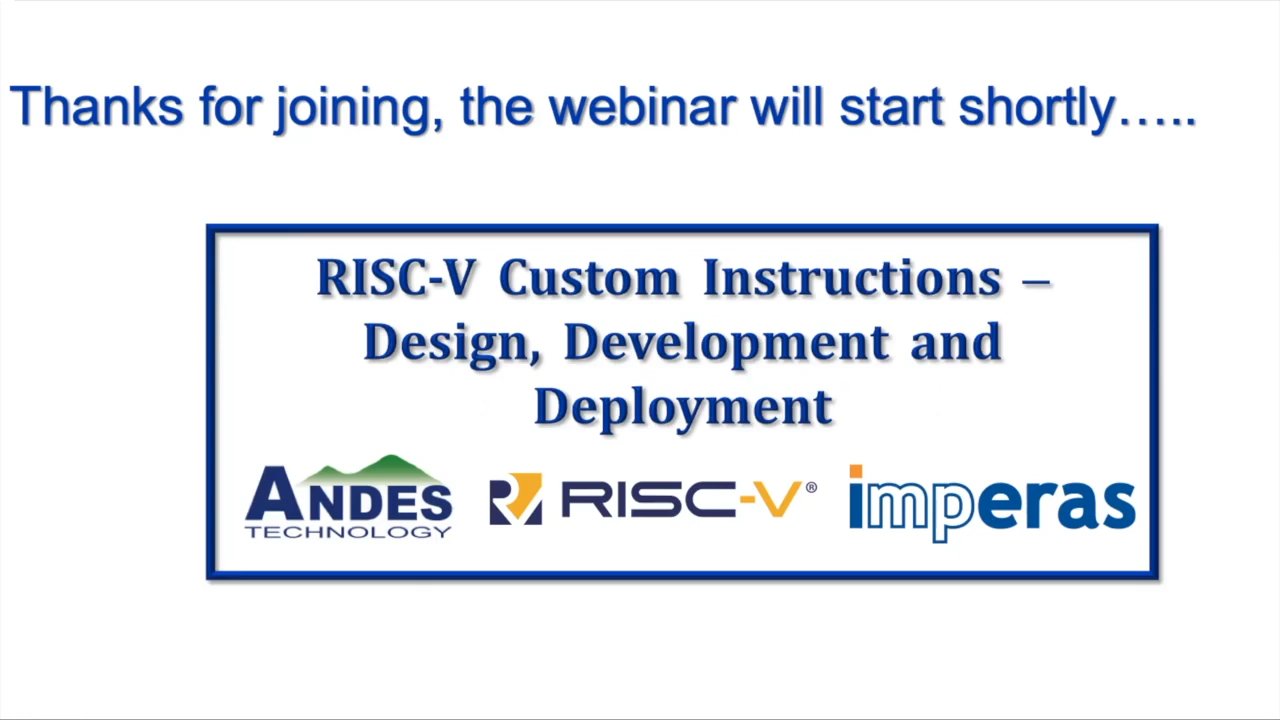 Thanks for joining, the webinar will start shortly…..
RISC-V Custom Instructions –
Design, Development and
Deployment
ANDES
TECHNOLOGY
RISC-V®
imperas